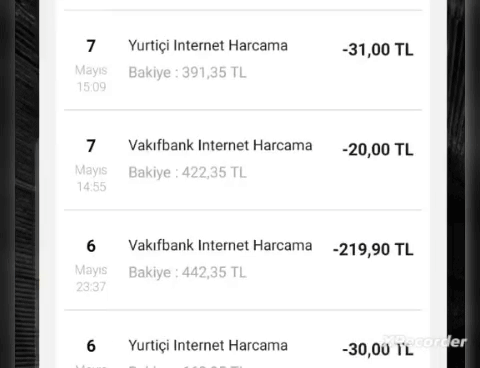 7
Mayıs
15:09
Yurtiçi Internet Harcama
Bakiye : 391,35 TL
-31,00 TL
7
Mayıs
14:55
Vakıfbank Internet Harcama
Bakiye : 422,35 TL
-20,00 TL
6
Mayıs
23:37
Vakıfbank Internet Harcama
Bakiye : 442,35 TL
-219,90 TL
6
Yurtiçi Internet Harcama
-30,00 TL
XRecorder